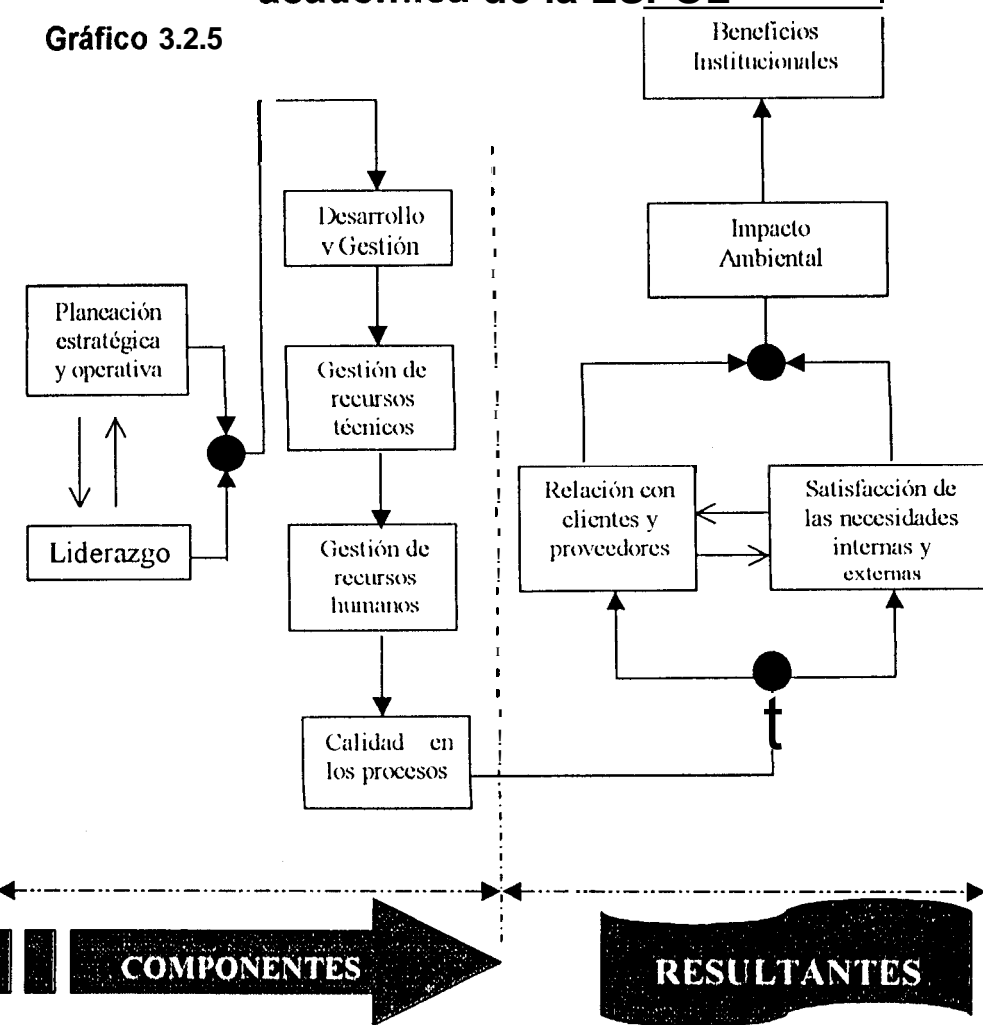 académica de la ESPOL
Gráfico 3.2.5
Beneficios
Institucionales
Desarrollo
y Gestión
Impacto
Ambiental
Planeación
estratégica
y operativa
Gestión de
recursos
técnicos
Relación con
clientes y
proveedores
Satisfacción de
las necesidades
internas y
externas
Liderazgo
Gestión de
recursos
humanos
t
Calidad en
los procesos
COMPONENTES
RESULTANTES